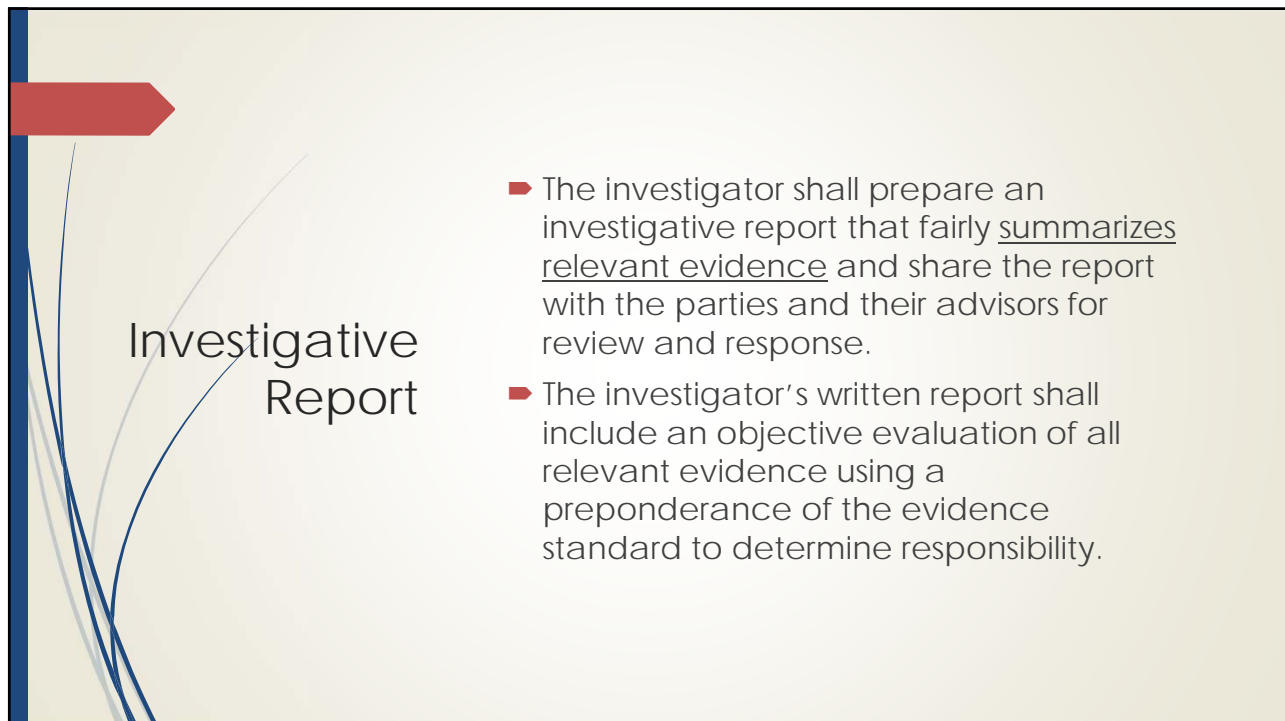 Investigative
Report
The investigator shall prepare an
investigative report that fairly summarizes
relevant evidence and share the report
with the parties and their advisors for
review and response.
The investigator’s written report shall
include an objective evaluation of all
relevant evidence using a
preponderance of the evidence
standard to determine responsibility.